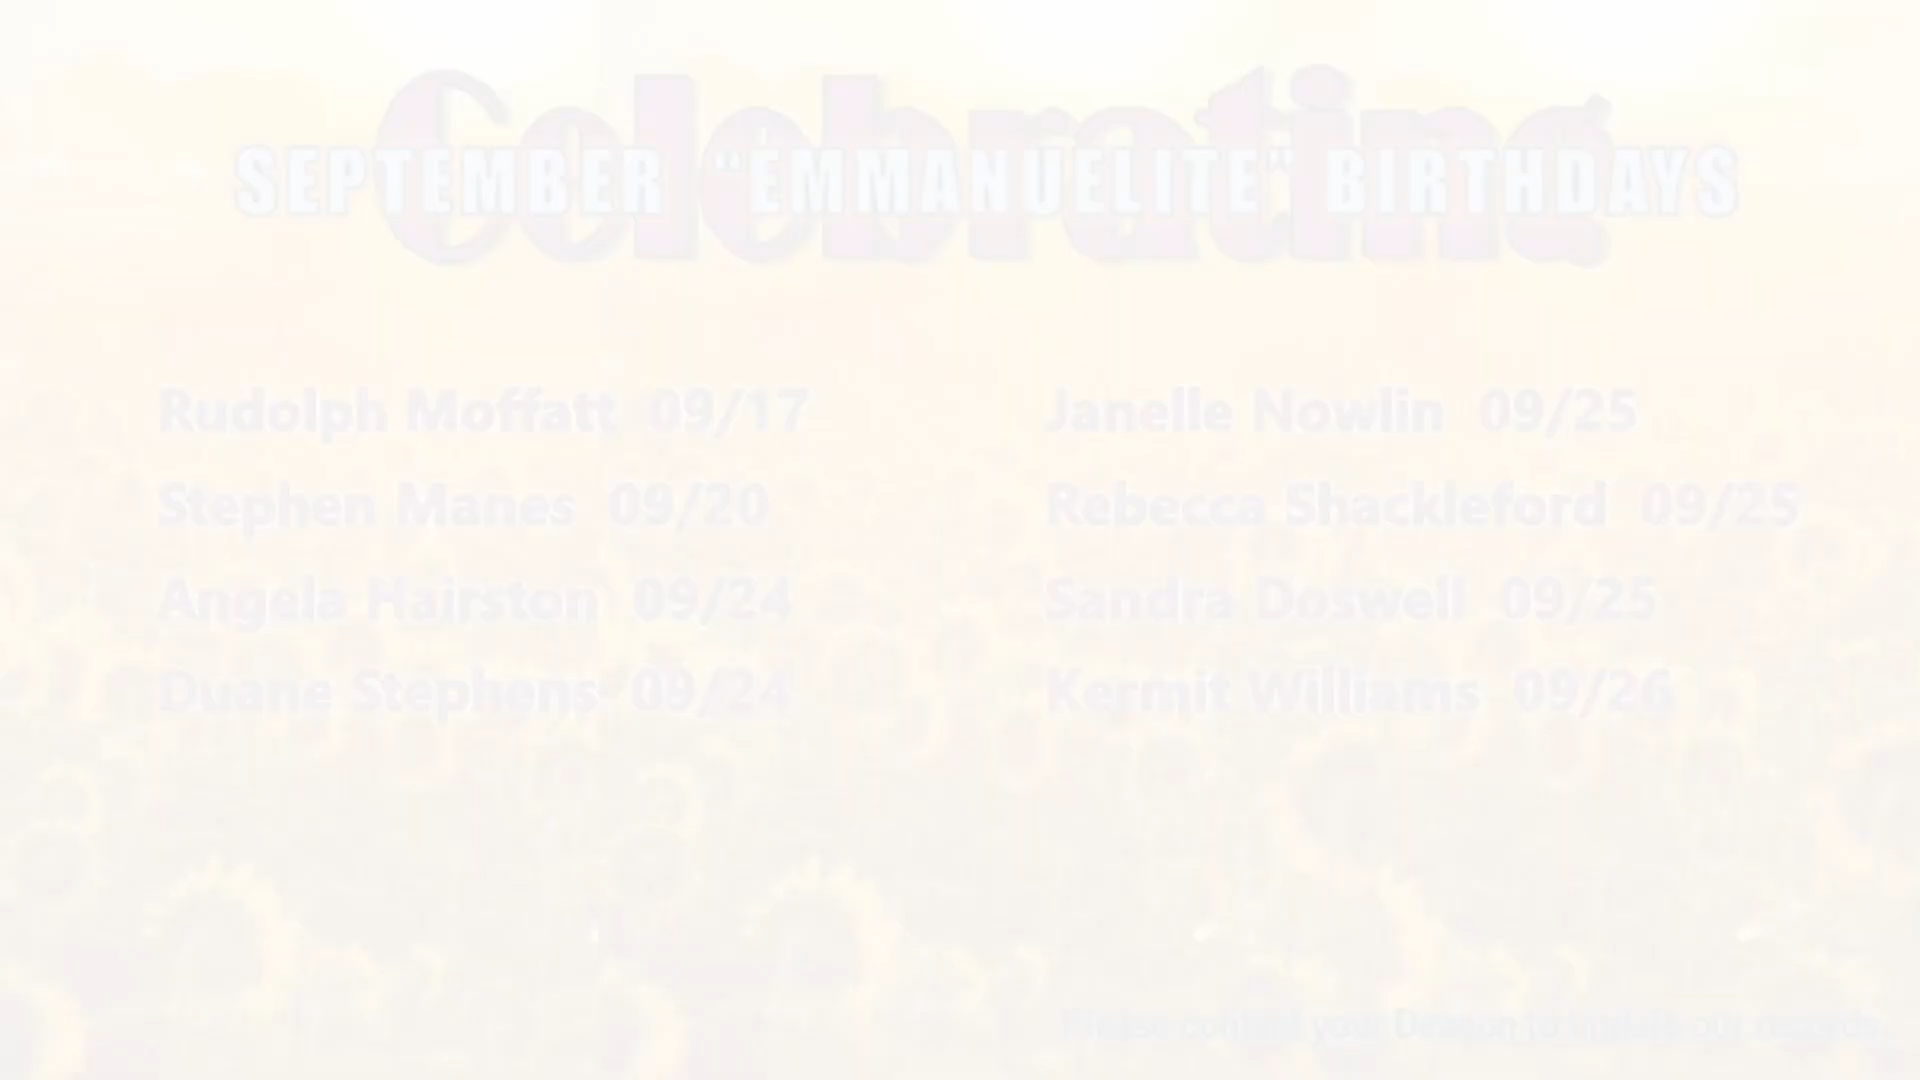 Celebrating
SEPTEMBER "EMMANUELITE" BIRTHDAYS
Rudolph Moffatt 09/17
Stephen Manes 09/20
Angela Hairston 09/24
Duane Stephens 09/24
Janelle Nowlin 09/25
Rebecca Shackleford 09/25
Sandra Doswell 09/25
Kermit Williams 09/26
Please contact your Deacon to update our records.